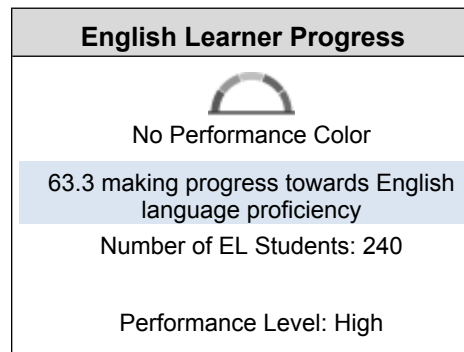 English Learner Progress
No Performance Color
63.3 making progress towards English
language proficiency
Number of EL Students: 240
Performance Level: High